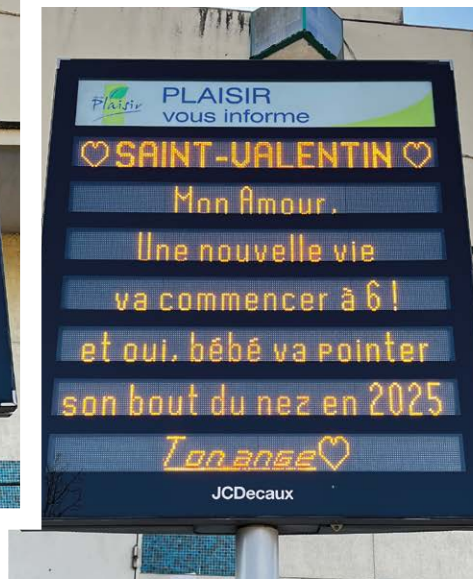 Plaisir
PLAISIR
vous informe
♡ SAINT-VALENTIN ♡
Mon Amour,
Une nouvelle vie
va commencer à 6 !
et oui, bébé va pointer
son bout du nez en 2025
Ton ange ♡
JCDecaux